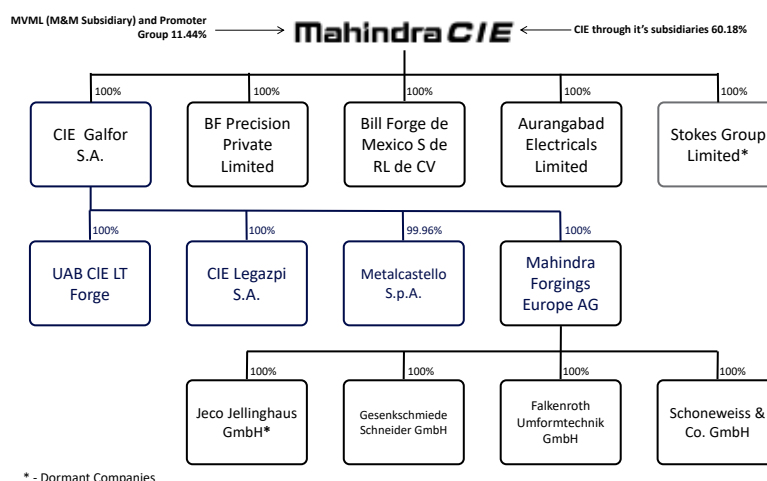 MVML (M&M Subsidiary) and Promoter
Group 11.44%
Mahindra CIE
CIE through it's subsidiaries 60.18%
100%
100%
100%
100%
100%
CIE Galfor
S.A.
BF Precision
Private
Limited
Bill Forge de
Mexico S de
RL de CV
Aurangabad
Electricals
Limited
Stokes Group
Limited*
100%
100%
99.96%
100%
UAB CIE LT
Forge
CIE Legazpi
S.A.
Metalcastello
S.p.A.
Mahindra
Forgings
Europe AG
100%
100%
100%
100%
Jeco Jellinghaus
GmbH*
Gesenkschmiede
Schneider GmbH
Falkenroth
Umformtechnik
GmbH
Schoneweiss &
Co. GmbH
* - Dormant Companies